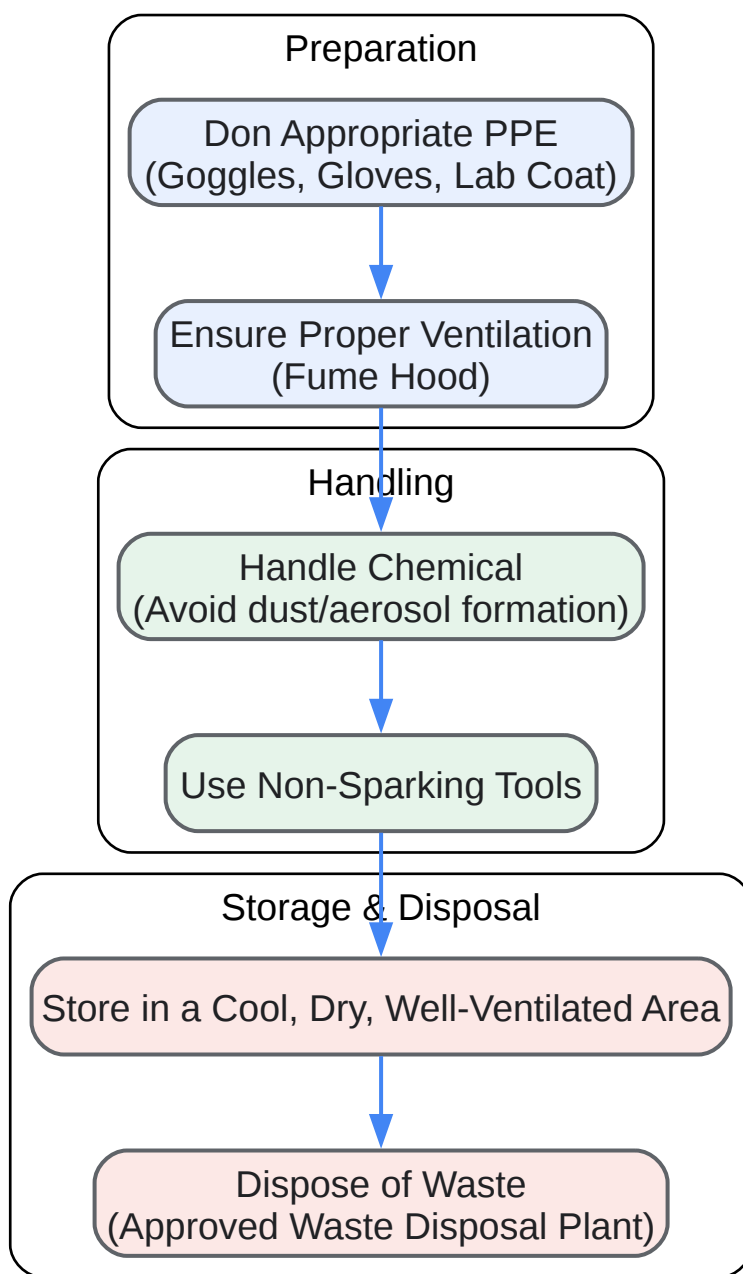 Preparation
Don Appropriate PPE
(Goggles, Gloves, Lab Coat)
Ensure Proper Ventilation
(Fume Hood)
Handling
Handle Chemical
(Avoid dust/aerosol formation)
Use Non-Sparking Tools
Storage & Disposal
Store in a Cool, Dry, Well-Ventilated Area
Dispose of Waste
(Approved Waste Disposal Plant)